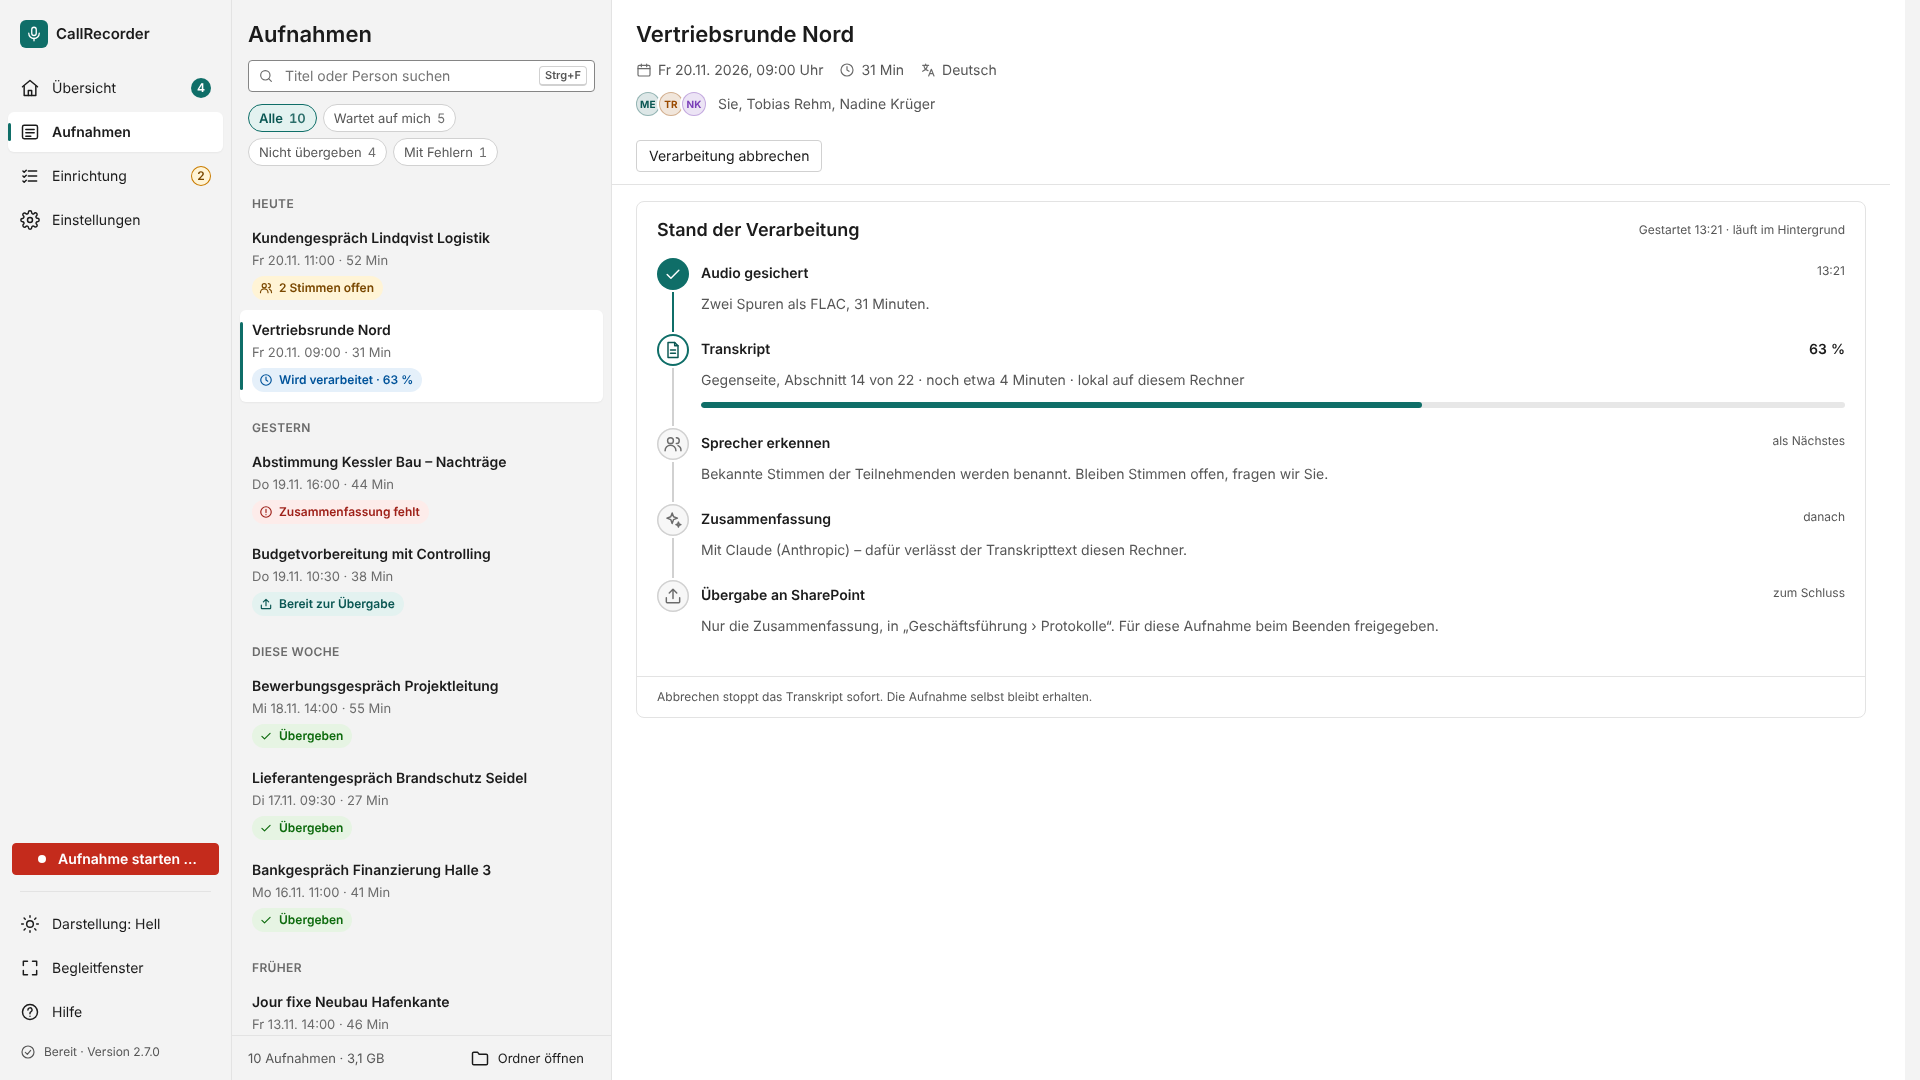 CallRecorder
Übersicht 4
Aufnahmen
Einrichtung 2
Einstellungen
Aufnahme starten ...
Darstellung: Hell
Begleitfenster
Hilfe
Bereit · Version 2.7.0
Aufnahmen
Titel oder Person suchen Strg+F
Alle 10 Wartet auf mich 5
Nicht übergeben 4 Mit Fehlern 1
HEUTE
Kundengespräch Lindqvist Logistik
Fr 20.11. 11:00 · 52 Min
2 Stimmen offen
Vertriebsrunde Nord
Fr 20.11. 09:00 · 31 Min
Wird verarbeitet · 63 %
GESTERN
Abstimmung Kessler Bau – Nachträge
Do 19.11. 16:00 · 44 Min
Zusammenfassung fehlt
Budgetvorbereitung mit Controlling
Do 19.11. 10:30 · 38 Min
Bereit zur Übergabe
DIESE WOCHE
Bewerbungsgespräch Projektleitung
Mi 18.11. 14:00 · 55 Min
Übergeben
Lieferantengespräch Brandschutz Seidel
Di 17.11. 09:30 · 27 Min
Übergeben
Bankgespräch Finanzierung Halle 3
Mo 16.11. 11:00 · 41 Min
Übergeben
FRÜHER
Jour fixe Neubau Hafenkante
Fr 13.11. 14:00 · 46 Min
10 Aufnahmen · 3,1 GB Ordner öffnen
Vertriebsrunde Nord
Fr 20.11. 2026, 09:00 Uhr 31 Min Deutsch
ME TR NK Sie, Tobias Rehm, Nadine Krüger
Verarbeitung abbrechen
Stand der Verarbeitung Gestartet 13:21 · läuft im Hintergrund
Audio gesichert 13:21
Zwei Spuren als FLAC, 31 Minuten.
Transkript 63 %
Gegenseite, Abschnitt 14 von 22 · noch etwa 4 Minuten · lokal auf diesem Rechner
Sprecher erkennen als Nächstes
Bekannte Stimmen der Teilnehmenden werden benannt. Bleiben Stimmen offen, fragen wir Sie.
Zusammenfassung danach
Mit Claude (Anthropic) – dafür verlässt der Transkripttext diesen Rechner.
Übergabe an SharePoint zum Schluss
Nur die Zusammenfassung, in „Geschäftsführung › Protokolle“. Für diese Aufnahme beim Beenden freigegeben.
Abbrechen stoppt das Transkript sofort. Die Aufnahme selbst bleibt erhalten.